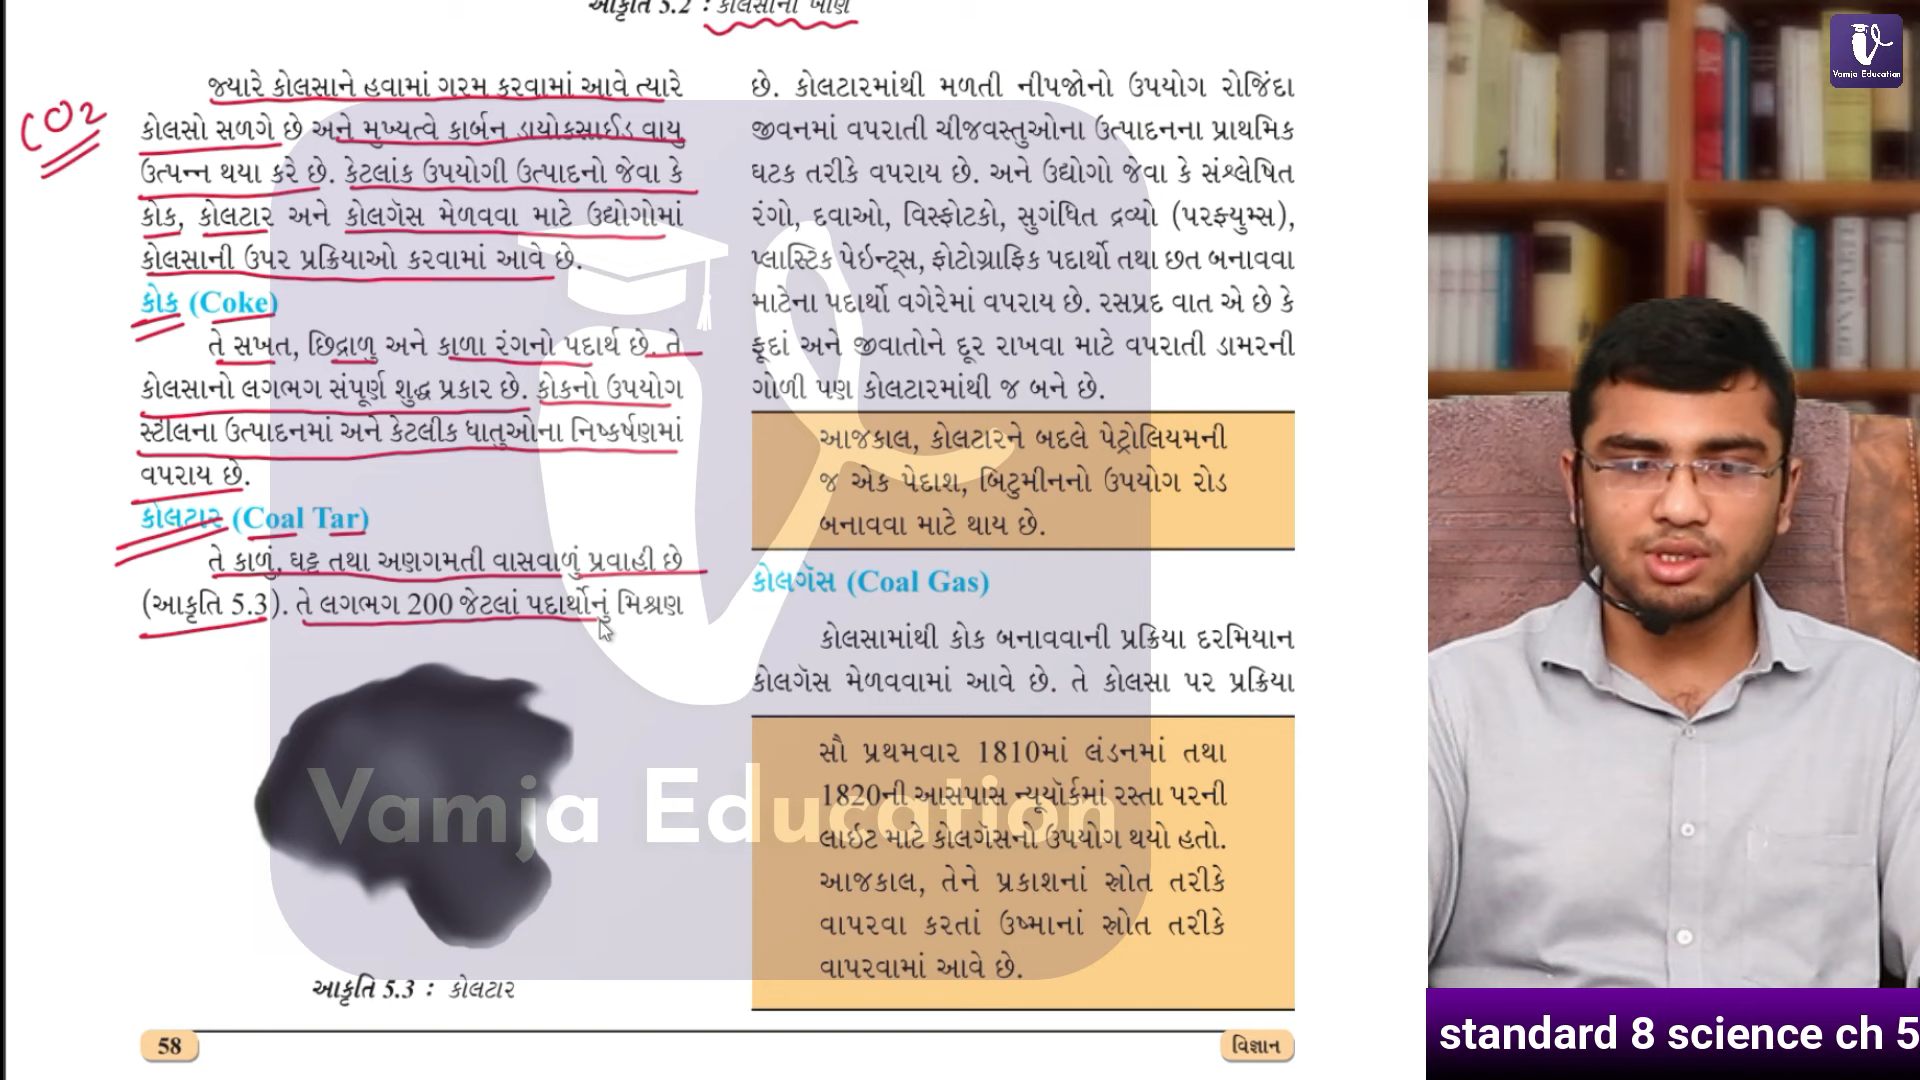 આકૃતિ 5.2 : કોલસાની ખાણ
CO2
જ્યારે કોલસાને હવામાં ગરમ કરવામાં આવે ત્યારે
કોલસો સળગે છે અને મુખ્યત્વે કાર્બન ડાયોક્સાઈડ વાયુ
ઉત્પન્ન થયા કરે છે. કેટલાંક ઉપયોગી ઉત્પાદનો જેવા કે
કોક, કોલટાર અને કોલગૅસ મેળવવા માટે ઉદ્યોગોમાં
કોલસાની ઉપર પ્રક્રિયાઓ કરવામાં આવે છે.
કોક (Coke)
તે સખત, છિદ્રાળુ અને કાળા રંગનો પદાર્થ છે. તે
કોલસાનો લગભગ સંપૂર્ણ શુદ્ધ પ્રકાર છે. કોકનો ઉપયોગ
સ્ટીલના ઉત્પાદનમાં અને કેટલીક ધાતુઓના નિષ્કર્ષણમાં
વપરાય છે.
કોલટાર (Coal Tar)
તે કાળું, ઘટ્ટ તથા અણગમતી વાસવાળું પ્રવાહી છે
(આકૃતિ 5.3). તે લગભગ 200 જેટલાં પદાર્થોનું મિશ્રણ
આકૃતિ 5.3 : કોલટાર
છે. કોલટારમાંથી મળતી નીપજોનો ઉપયોગ રોજિંદા
જીવનમાં વપરાતી ચીજવસ્તુઓના ઉત્પાદનના પ્રાથમિક
ઘટક તરીકે વપરાય છે. અને ઉદ્યોગો જેવા કે સંશ્લેષિત
રંગો, દવાઓ, વિસ્ફોટકો, સુગંધિત દ્રવ્યો (પરફ્યુમ્સ),
પ્લાસ્ટિક પેઇન્ટ્સ, ફોટોગ્રાફિક પદાર્થો તથા છત બનાવવા
માટેના પદાર્થો વગેરેમાં વપરાય છે. રસપ્રદ વાત એ છે કે
ફૂદાં અને જીવાતોને દૂર રાખવા માટે વપરાતી ડામરની
ગોળી પણ કોલટારમાંથી જ બને છે.
આજકાલ, કોલટારને બદલે પેટ્રોલિયમની
જ એક પેદાશ, બિટુમીનનો ઉપયોગ રોડ
બનાવવા માટે થાય છે.
કોલગૅસ (Coal Gas)
કોલસામાંથી કોક બનાવવાની પ્રક્રિયા દરમિયાન
કોલગૅસ મેળવવામાં આવે છે. તે કોલસા પર પ્રક્રિયા
સૌ પ્રથમવાર 1810માં લંડનમાં તથા
1820ની આસપાસ ન્યૂયૉર્કમાં રસ્તા પરની
લાઈટ માટે કોલગૅસનો ઉપયોગ થયો હતો.
આજકાલ, તેને પ્રકાશનાં સ્રોત તરીકે
વાપરવા કરતાં ઉષ્માનાં સ્રોત તરીકે
વાપરવામાં આવે છે.
58
વિજ્ઞાન
Vamja Education
Vamja Education
standard 8 science ch 5